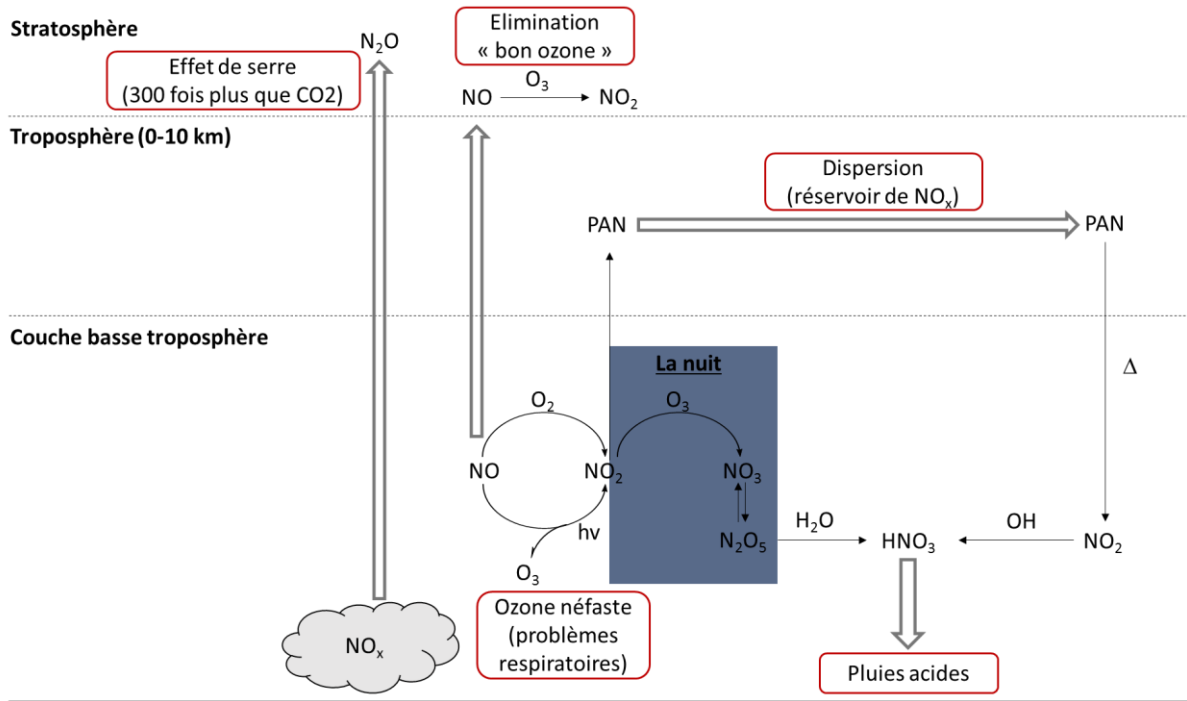 Stratosphère
N₂O
Effet de serre
(300 fois plus que CO2)
Elimination
« bon ozone »
O₃
NO
NO₂
Troposphère (0-10 km)
Dispersion
(réservoir de NOₓ)
PAN
PAN
Couche basse troposphère
La nuit
Δ
O₂
O₃
NO
NO₂
NO₃
hv
O₃
N₂O₅
H₂O
HNO₃
OH
NO₂
Ozone néfaste
(problèmes
respiratoires)
NOₓ
Pluies acides